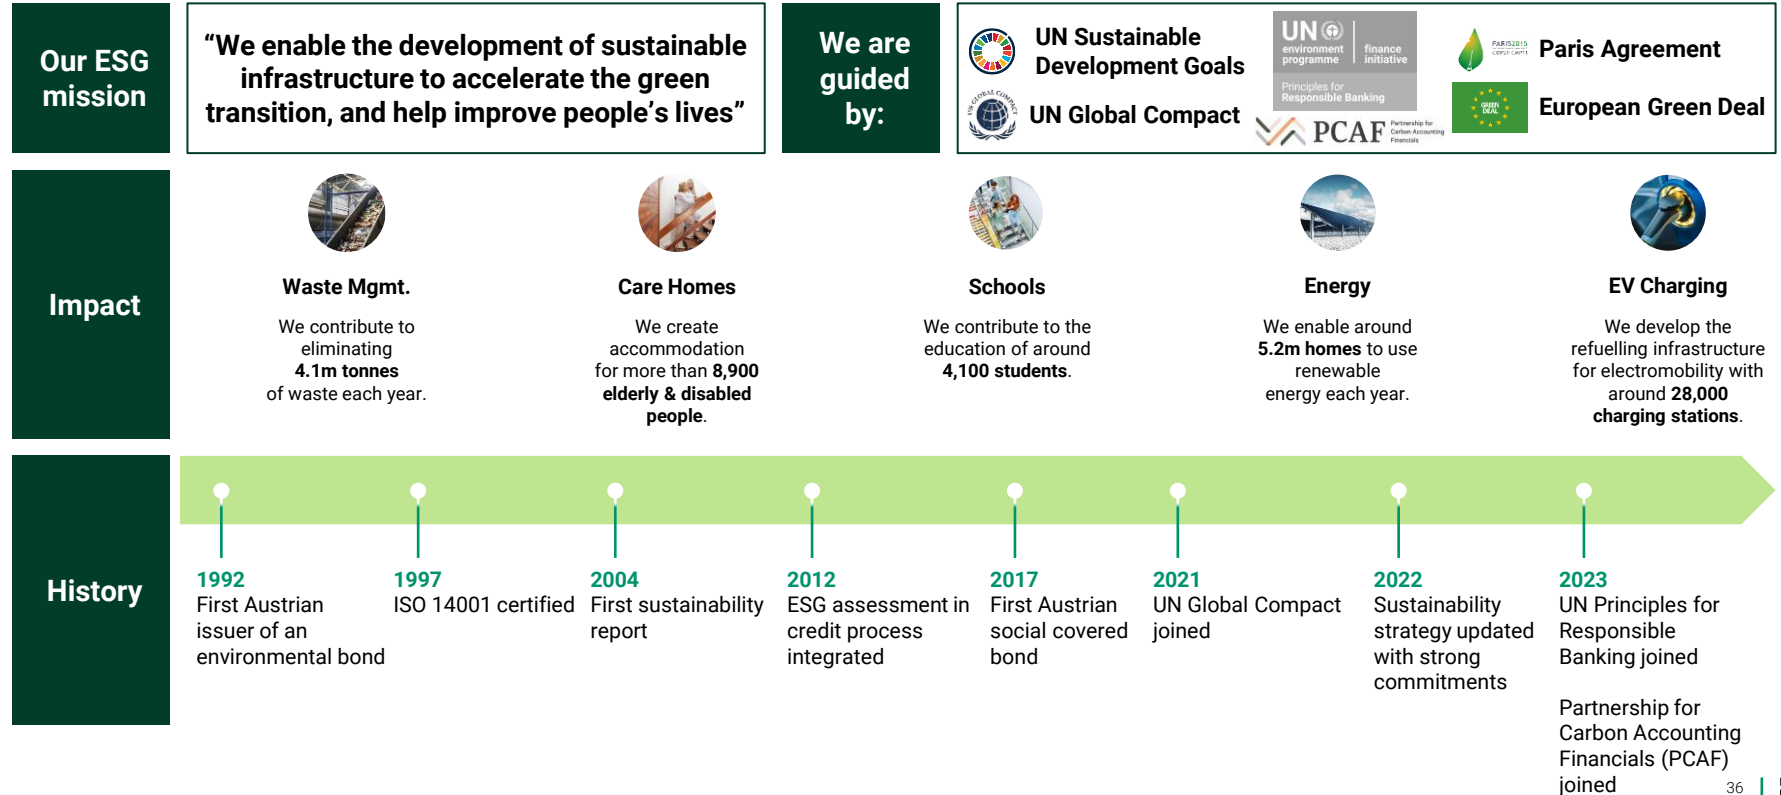 Our ESG
mission
“We enable the development of sustainable
infrastructure to accelerate the green
transition, and help improve people’s lives”
We are
guided
by:
UN Sustainable
Development Goals
UN Global Compact
UN
environment
programme
finance
initiative
Principles for
Responsible Banking
PCAF
Partnership for
Carbon Accounting
Financials
PARIS2015
Paris Agreement
GREEN
DEAL
European Green Deal
Impact
Waste Mgmt.
We contribute to
eliminating
4.1m tonnes
of waste each year.
Care Homes
We create
accommodation
for more than 8,900
elderly & disabled
people.
Schools
We contribute to the
education of around
4,100 students.
Energy
We enable around
5.2m homes to use
renewable
energy each year.
EV Charging
We develop the
refuelling infrastructure
for electromobility with
around 28,000
charging stations.
History
1992
First Austrian
issuer of an
environmental bond
1997
ISO 14001 certified
2004
First sustainability
report
2012
ESG assessment in
credit process
integrated
2017
First Austrian
social covered
bond
2021
UN Global Compact
joined
2022
Sustainability
strategy updated
with strong
commitments
2023
UN Principles for
Responsible
Banking joined
Partnership for
Carbon Accounting
Financials (PCAF)
joined
36